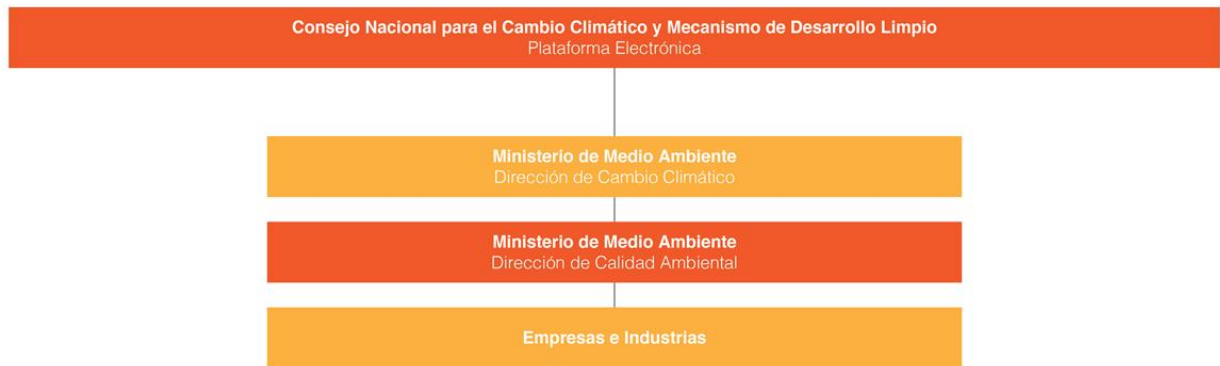 Consejo Nacional para el Cambio Climático y Mecanismo de Desarrollo Limpio
Plataforma Electrónica
Ministerio de Medio Ambiente
Dirección de Cambio Climático
Ministerio de Medio Ambiente
Dirección de Calidad Ambiental
Empresas e Industrias